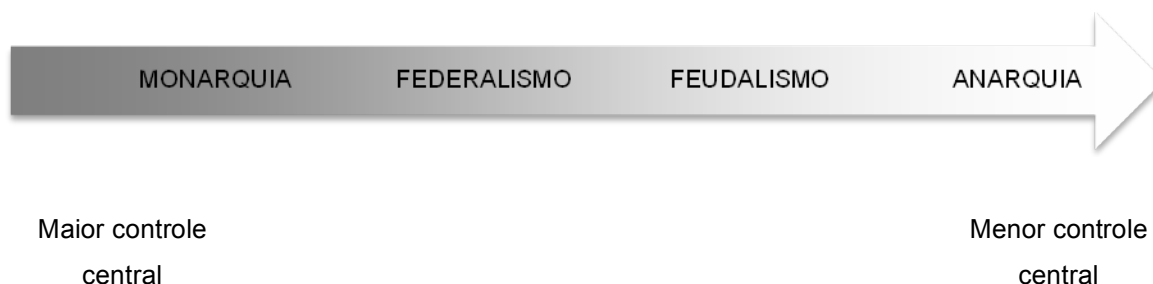 MONARQUIA FEDERALISMO FEUDALISMO ANARQUIA
Maior controle
central
Menor controle
central